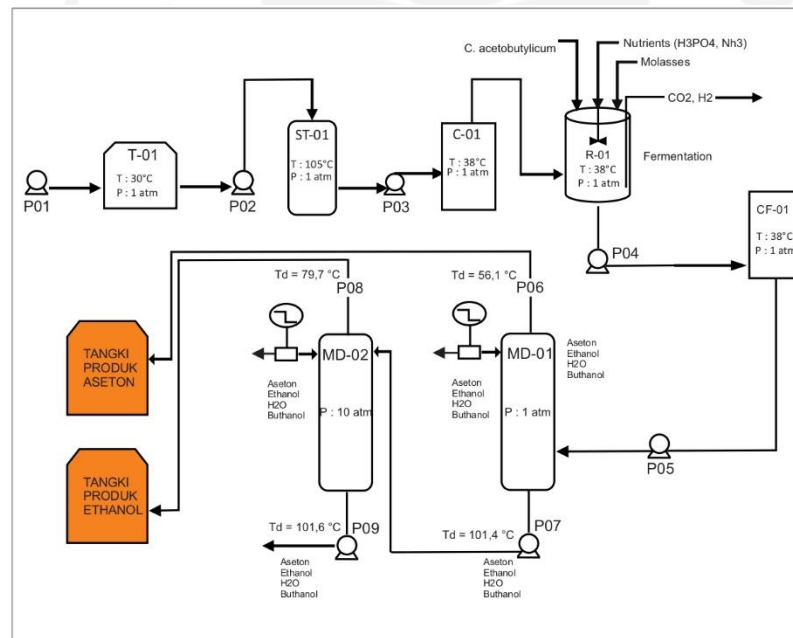 C. acetobutylicum
Nutrients (H3PO4, Nh3)
Molasses
CO2, H2
T-01
T : 30°C
P : 1 atm
ST-01
T : 105°C
P : 1 atm
C-01
T : 38°C
P : 1 atm
R-01
T : 38°C
P : 1 atm
Fermentation
P01
P02
P03
P04
CF-01
T : 38°C
P : 1 atm
Td = 79,7 °C
P08
Td = 56,1 °C
P06
TANGKI
PRODUK
ASETON
MD-02
P : 10 atm
Aseton
Ethanol
H2O
Buthanol
MD-01
P : 1 atm
Aseton
Ethanol
H2O
Buthanol
Aseton
Ethanol
H2O
Buthanol
P05
TANGKI
PRODUK
ETHANOL
Td = 101,6 °C
P09
Aseton
Ethanol
H2O
Buthanol
Td = 101,4 °C
P07
Aseton
Ethanol
H2O
Buthanol